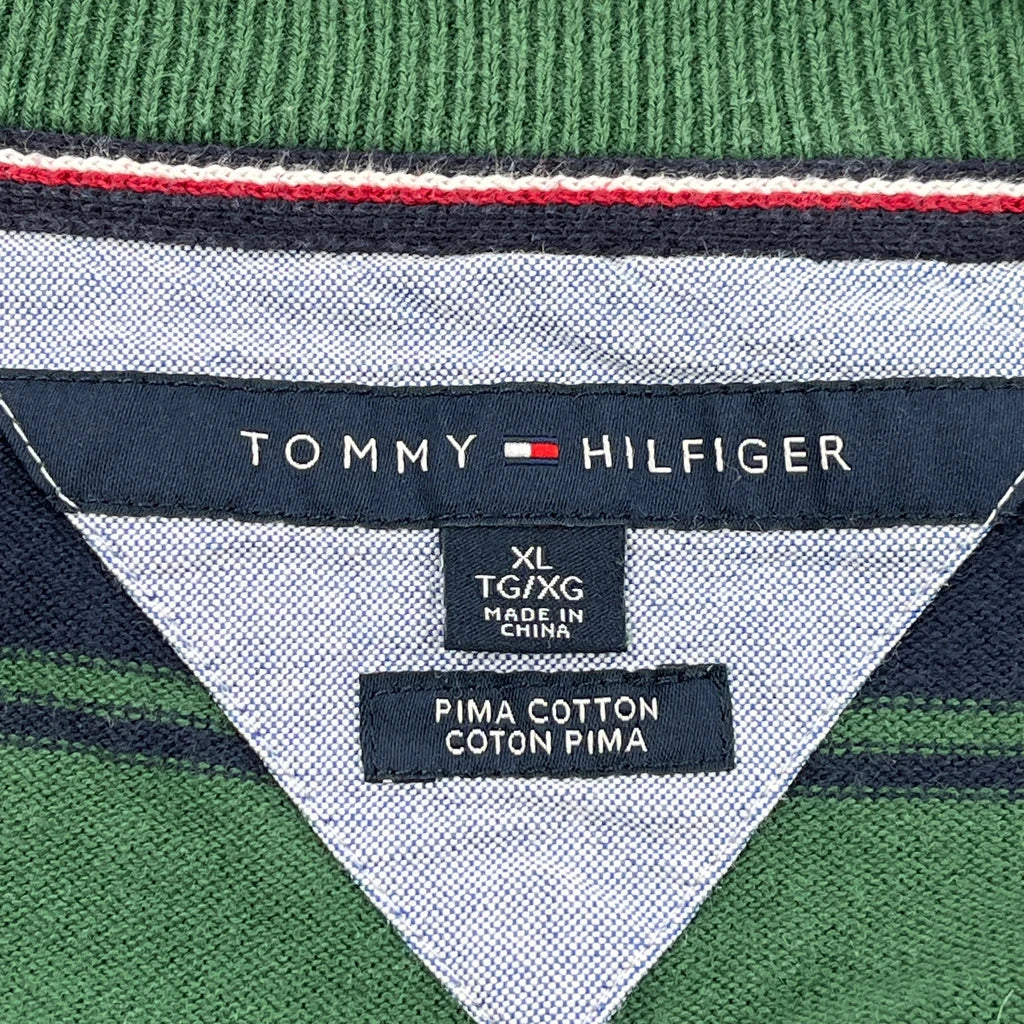 TOMMY HILFIGER
XL
TG/XG
MADE IN
CHINA
PIMA COTTON
COTON PIMA